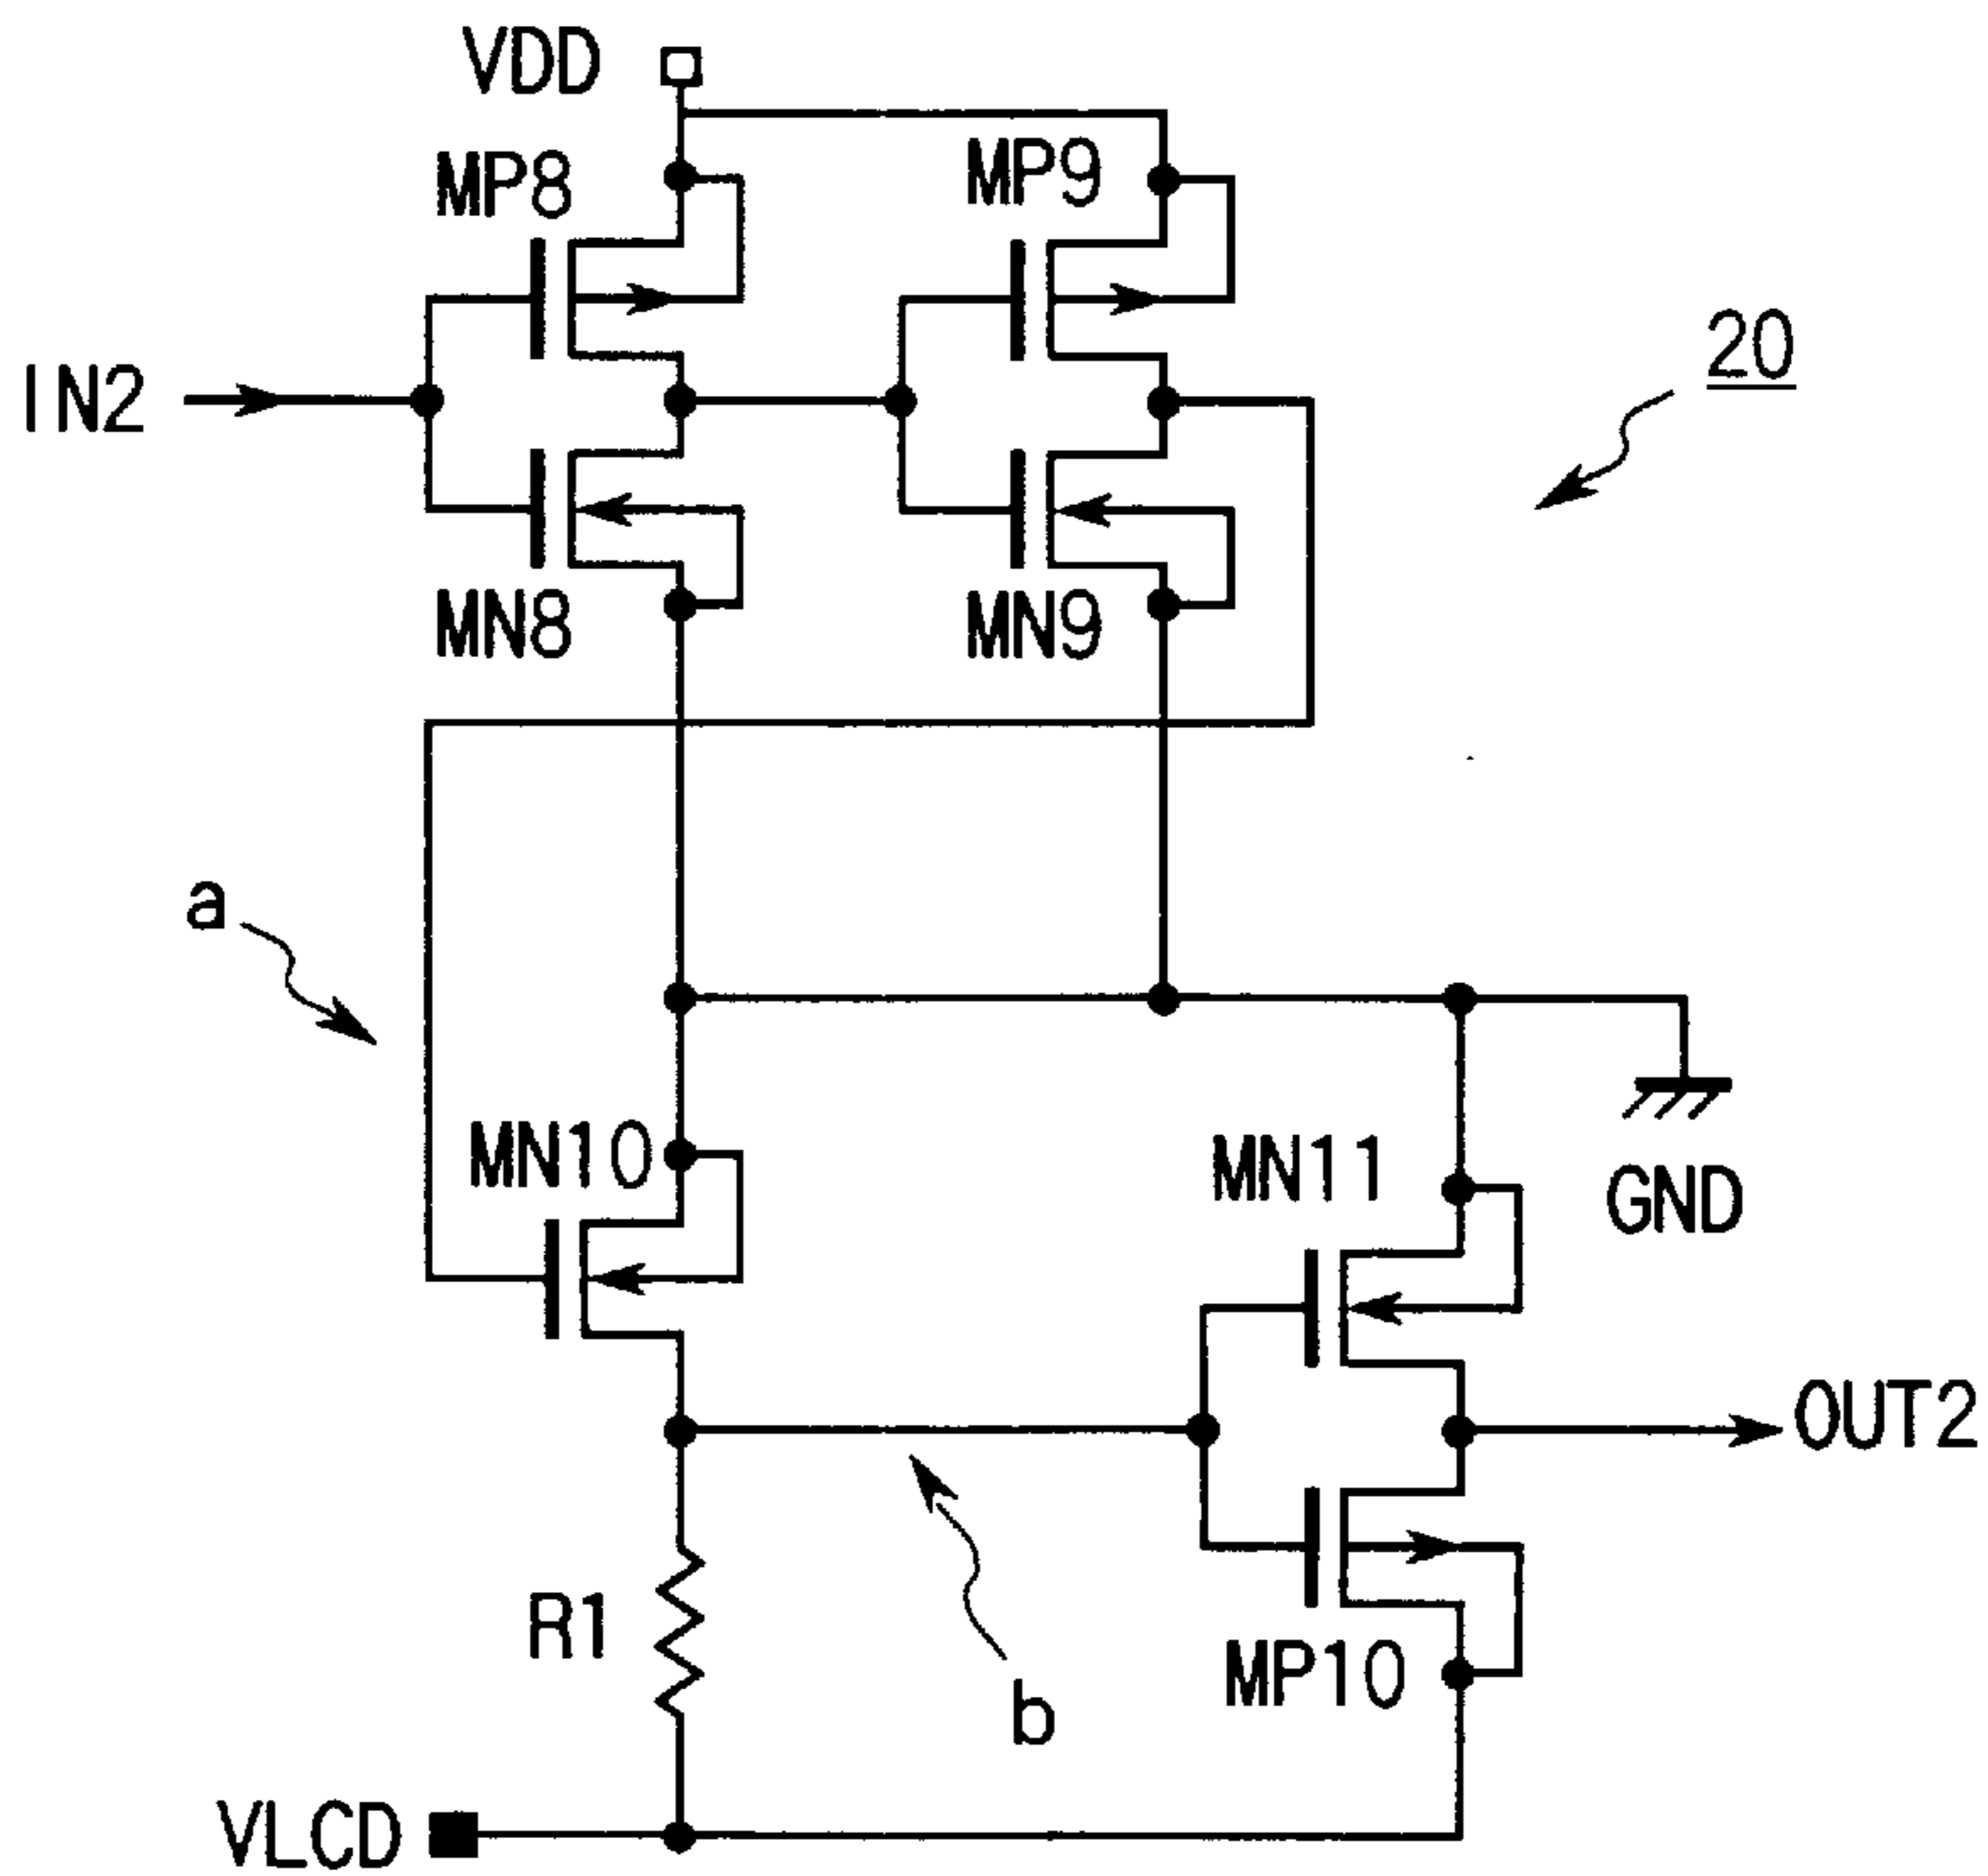 VDD
MP8
MP9
IN2
20
MN8
MN9
a
MN10
MN11
GND
OUT2
R1
MP10
b
VLCD